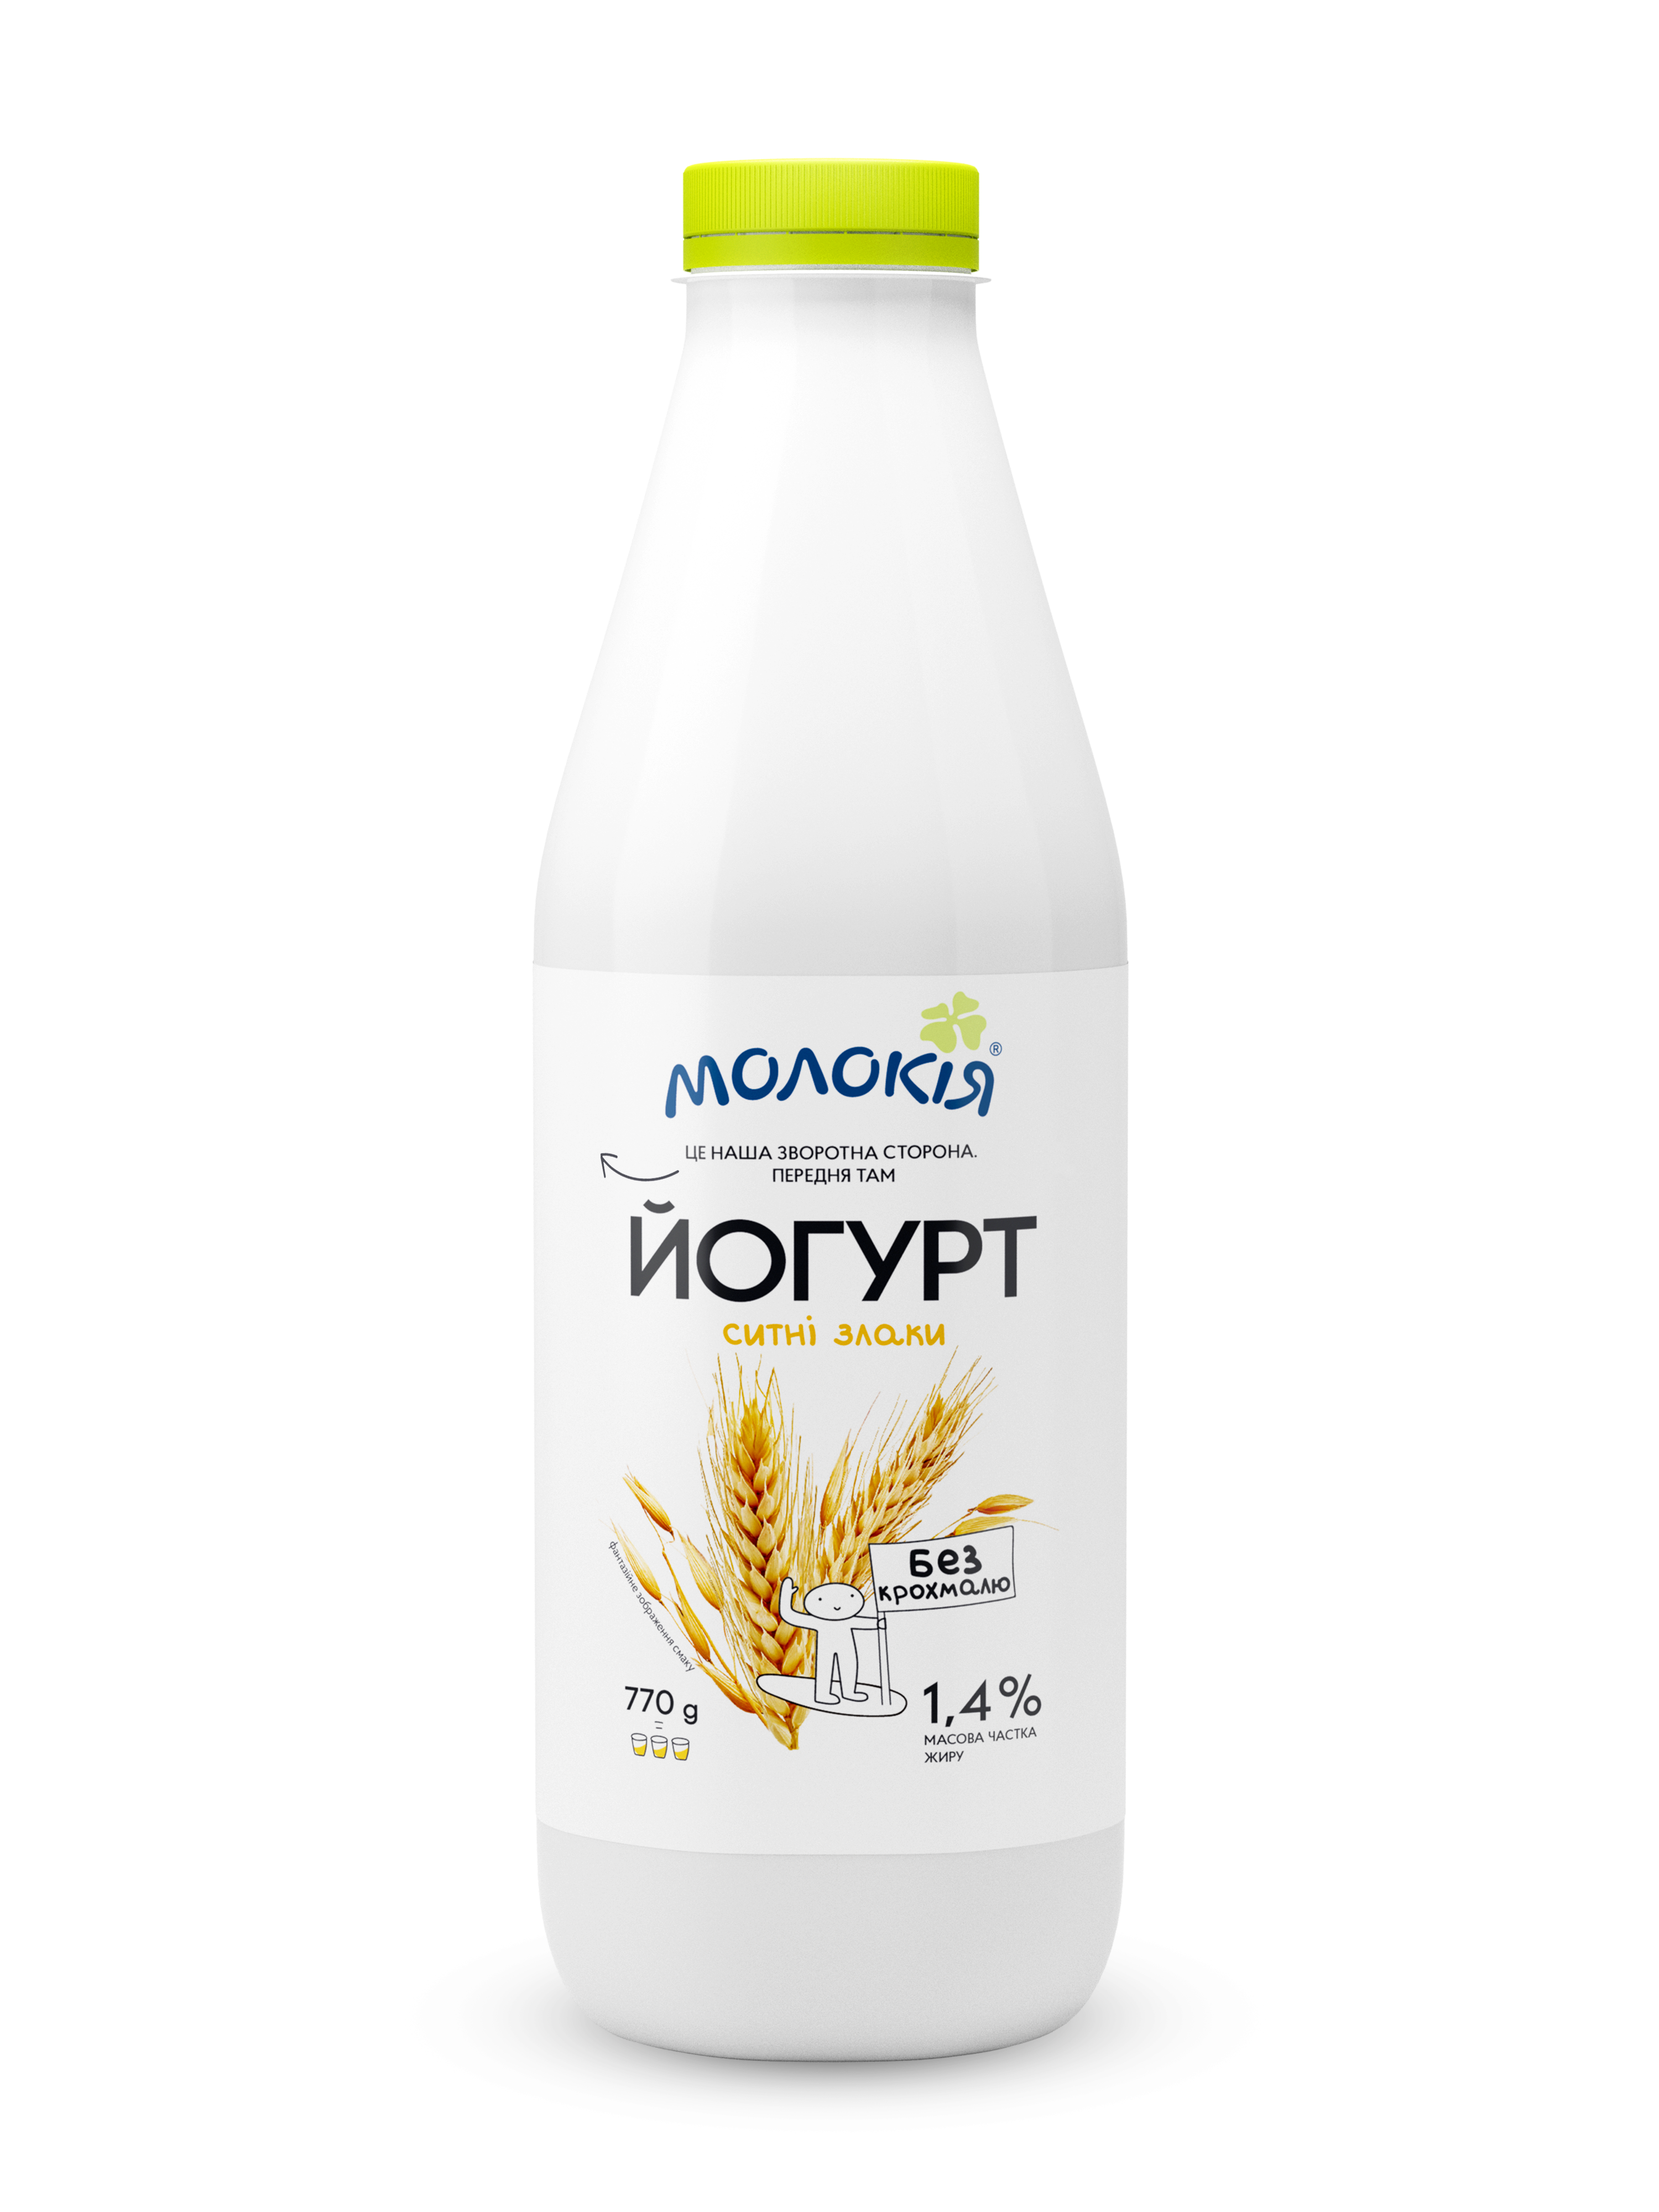 МОЛОКІЯ®
ЦЕ НАША ЗВОРОТНА СТОРОНА.
ПЕРЕДНЯ ТАМ
ЙОГУРТ
ситні злаки
Без
крохмалю
фантазійне зображення смаку
770 g
=
1,4%
МАСОВА ЧАСТКА
ЖИРУ